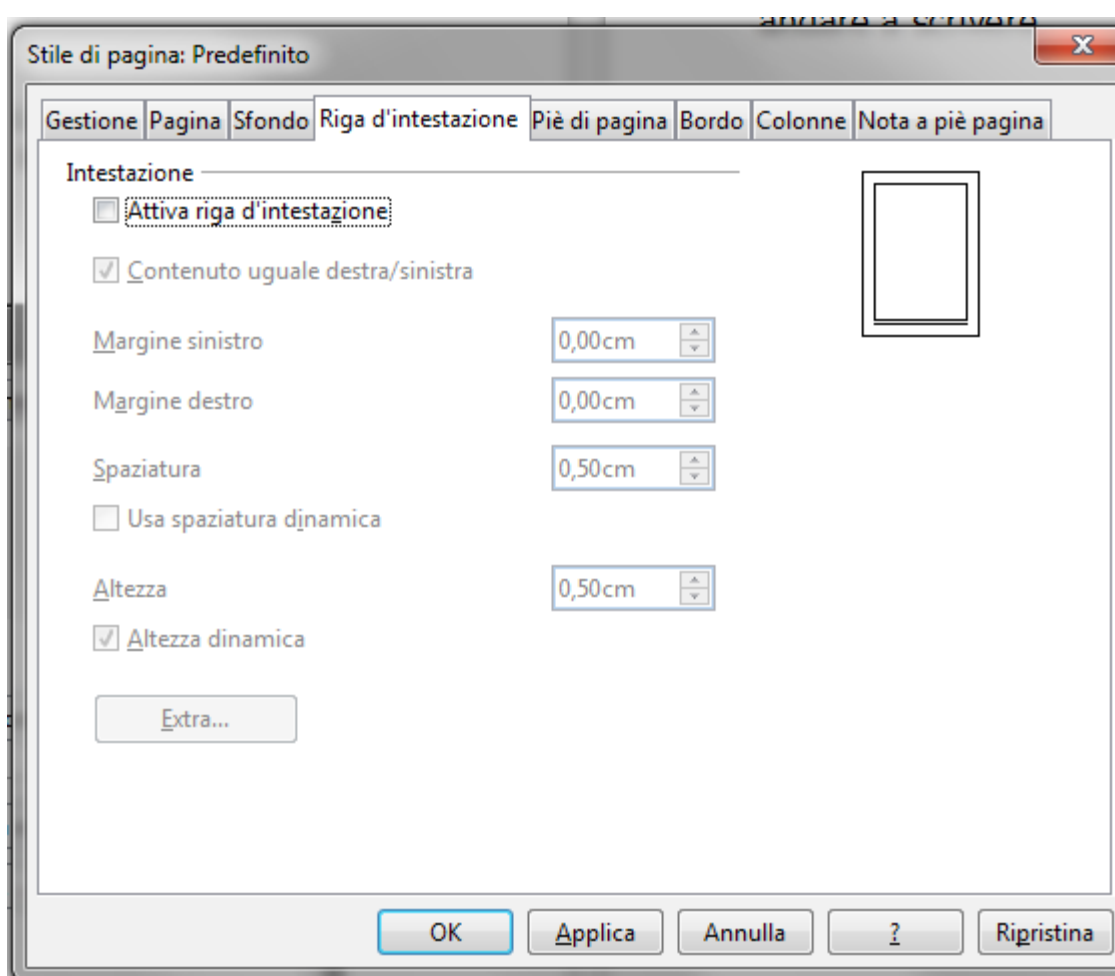 andare a scrivere
Stile di pagina: Predefinito
x
Gestione Pagina Sfondo Riga d'intestazione Piè di pagina Bordo Colonne Nota a piè pagina
Intestazione
Attiva riga d'intestazione
Contenuto uguale destra/sinistra
Margine sinistro 0,00cm
Margine destro 0,00cm
Spaziatura 0,50cm
Usa spaziatura dinamica
Altezza 0,50cm
Altezza dinamica
Extra...
OK Applica Annulla ? Ripristina